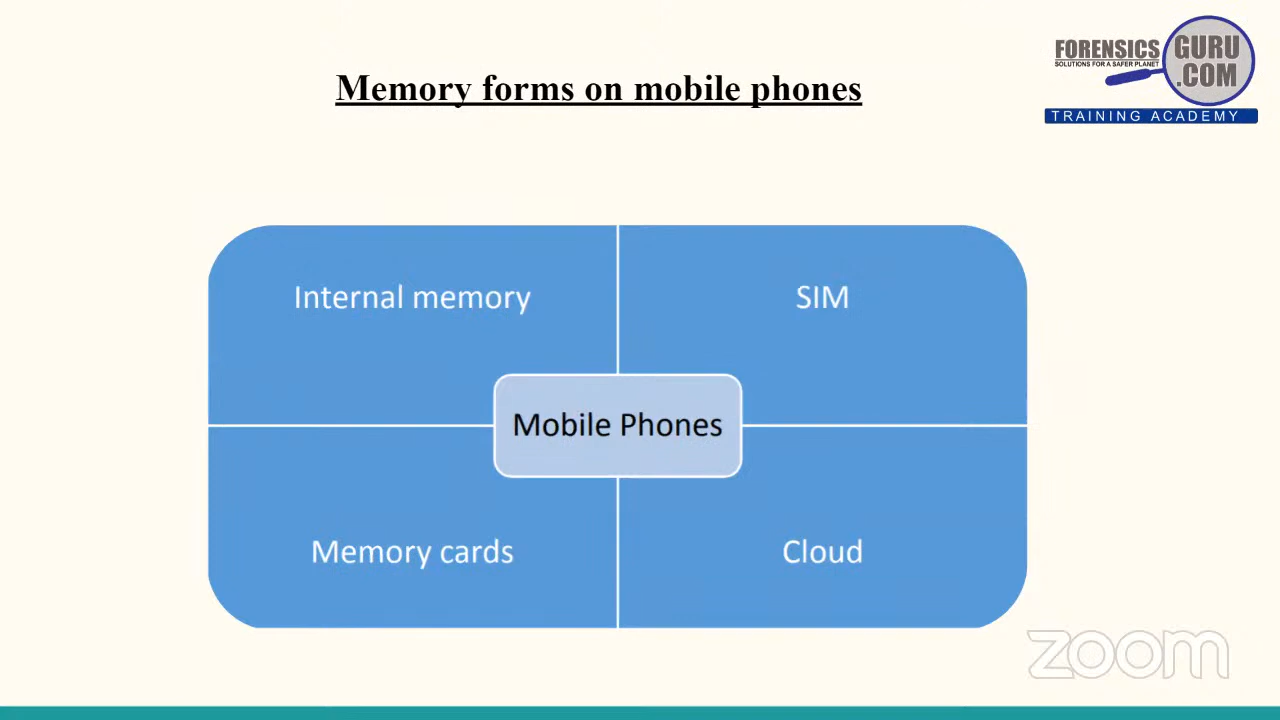 Memory forms on mobile phones
FORENSICS
SOLUTIONS FOR A SAFER PLANET
GURU
.COM
TRAINING ACADEMY
Internal memory
SIM
Mobile Phones
Memory cards
Cloud
zoom